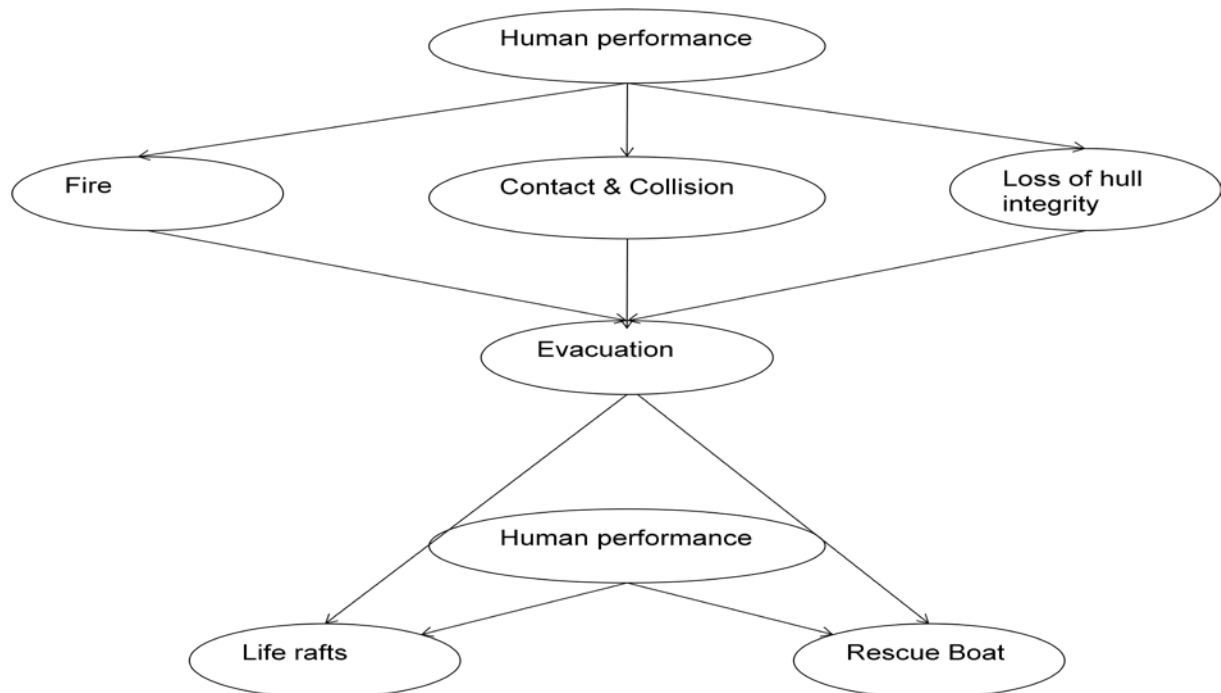 Human performance
Fire
Contact & Collision
Loss of hull
integrity
Evacuation
Human performance
Life rafts
Rescue Boat